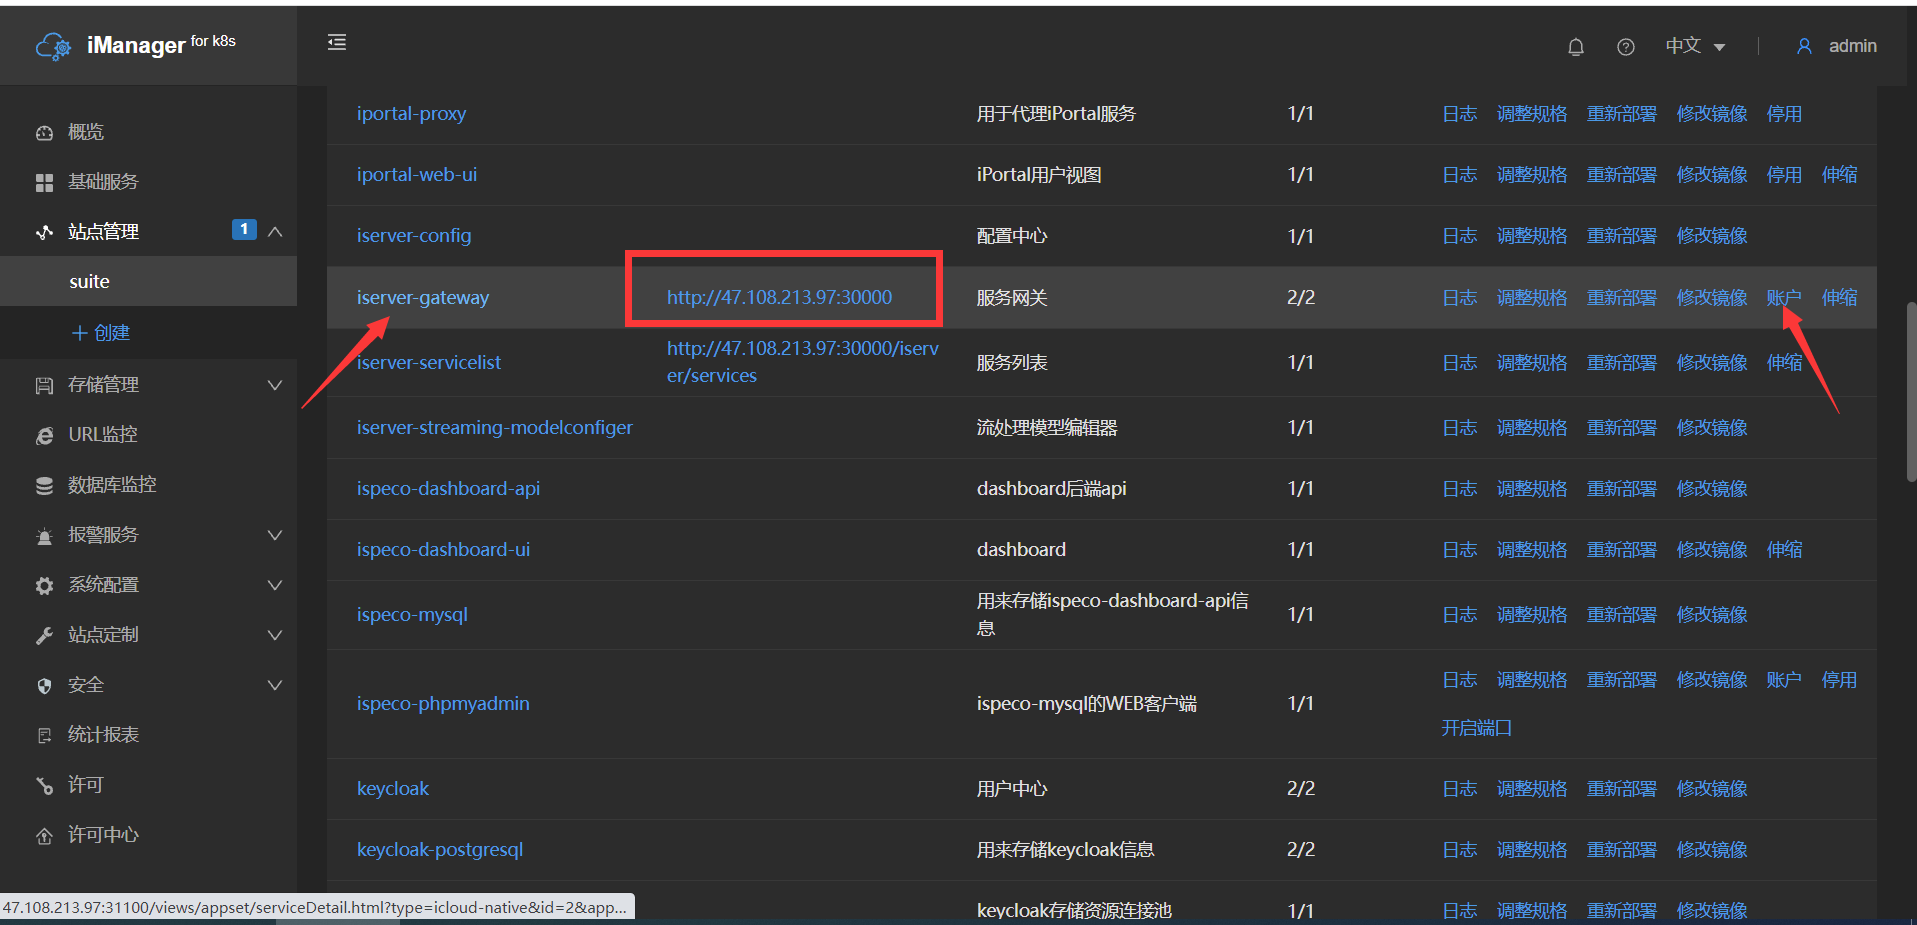 iManager for k8s
中文
admin
概览
基础服务
站点管理
1
suite
创建
存储管理
URL监控
数据库监控
报警服务
系统配置
站点定制
安全
统计报表
许可
许可中心
iportal-proxy 用于代理iPortal服务 1/1 日志 调整规格 重新部署 修改镜像 停用
iportal-web-ui iPortal用户视图 1/1 日志 调整规格 重新部署 修改镜像 停用 伸缩
iserver-config 配置中心 1/1 日志 调整规格 重新部署 修改镜像
iserver-gateway http://47.108.213.97:30000 服务网关 2/2 日志 调整规格 重新部署 修改镜像 账户 伸缩
iserver-servicelist http://47.108.213.97:30000/iserv
er/services 服务列表 1/1 日志 调整规格 重新部署 修改镜像 伸缩
iserver-streaming-modelconfiger 流处理模型编辑器 1/1 日志 调整规格 重新部署 修改镜像
ispeco-dashboard-api dashboard后端api 1/1 日志 调整规格 重新部署 修改镜像
ispeco-dashboard-ui dashboard 1/1 日志 调整规格 重新部署 修改镜像 伸缩
ispeco-mysql 用来存储ispeco-dashboard-api信
息 1/1 日志 调整规格 重新部署 修改镜像
ispeco-phpmyadmin ispeco-mysql的WEB客户端 1/1 日志 调整规格 重新部署 修改镜像 账户 停用
开启端口
keycloak 用户中心 2/2 日志 调整规格 重新部署 修改镜像
keycloak-postgresql 用来存储keycloak信息 2/2 日志 调整规格 重新部署 修改镜像
keycloak存储资源连接池 1/1 日志 调整规格 重新部署 修改镜像
47.108.213.97:31100/views/appset/serviceDetail.html?type=icloud-native&id=2&app...